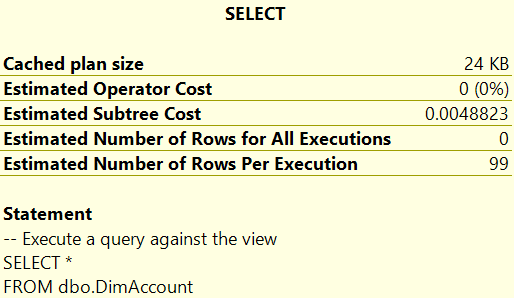 SELECT
Cached plan size 24 KB
Estimated Operator Cost 0 (0%)
Estimated Subtree Cost 0.0048823
Estimated Number of Rows for All Executions 0
Estimated Number of Rows Per Execution 99
Statement
-- Execute a query against the view
SELECT *
FROM dbo.DimAccount